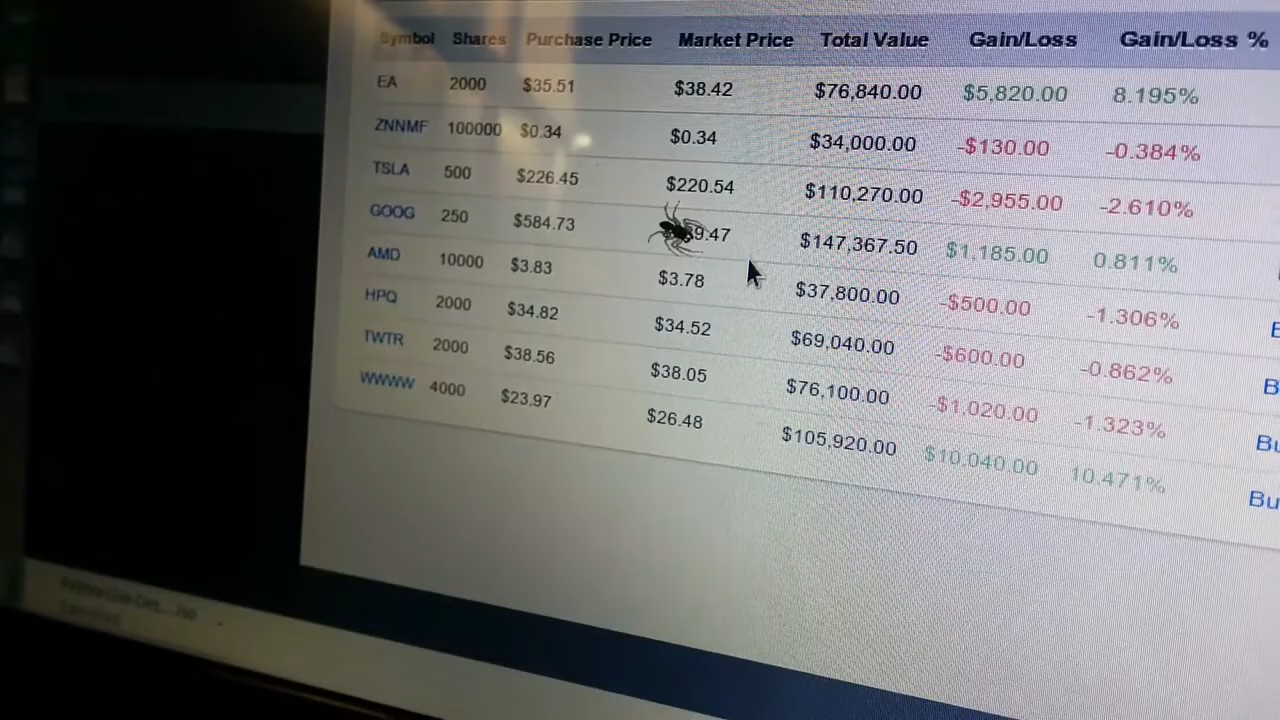 Symbol Shares Purchase Price Market Price Total Value Gain/Loss Gain/Loss %
EA 2000 $35.51 $38.42 $76,840.00 $5,820.00 8.195%
ZNNMF 100000 $0.34 $0.34 $34,000.00 -$130.00 -0.384%
TSLA 500 $226.45 $220.54 $110,270.00 -$2,955.00 -2.610%
GOOG 250 $584.73 9.47 $147,367.50 $1,185.00 0.811%
AMD 10000 $3.83 $3.78 $37,800.00 -$500.00 -1.306%
HPQ 2000 $34.82 $34.52 $69,040.00 -$600.00 -0.862%
TWTR 2000 $38.56 $38.05 $76,100.00 -$1,020.00 -1.323%
WWWW 4000 $23.97 $26.48 $105,920.00 $10,040.00 10.471%